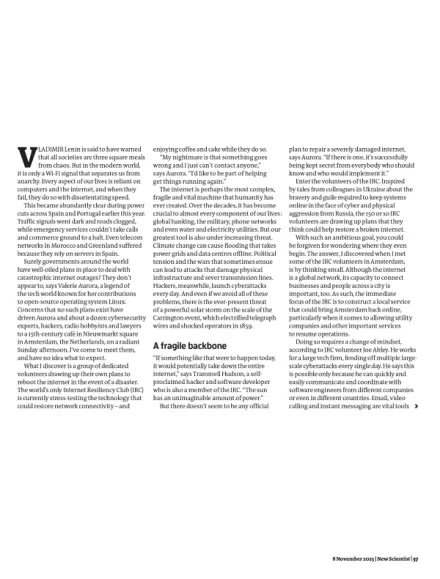 VLADIMIR Lenin is said to have warned
that all societies are three square meals
from chaos. But in the modern world,
it is only a Wi-Fi signal that separates us from
anarchy. Every aspect of our lives is reliant on
computers and the internet, and when they
fail, they do so with disorientating speed.
This became abundantly clear during power
cuts across Spain and Portugal earlier this year.
Traffic signals went dark and roads clogged,
while emergency services couldn't take calls
and commerce ground to a halt. Even telecom
networks in Morocco and Greenland suffered
because they rely on servers in Spain.
Surely governments around the world
have well-oiled plans in place to deal with
catastrophic internet outages? They don't
appear to, says Valerie Aurora, a legend of
the tech world known for her contributions
to open-source operating system Linux.
Concerns that no such plans exist have
driven Aurora and about a dozen cybersecurity
experts, hackers, radio hobbyists and lawyers
to a 15th-century café in Nieuwmarkt square
in Amsterdam, the Netherlands, on a radiant
Sunday afternoon. I've come to meet them,
and have no idea what to expect.
What I discover is a group of dedicated
volunteers drawing up their own plans to
reboot the internet in the event of a disaster.
The world's only Internet Resiliency Club (IRC)
is currently stress-testing the technology that
could restore network connectivity – and
enjoying coffee and cake while they do so.
"My nightmare is that something goes
wrong and I just can't contact anyone,"
says Aurora. "I'd like to be part of helping
get things running again."
The internet is perhaps the most complex,
fragile and vital machine that humanity has
ever created. Over the decades, it has become
crucial to almost every component of our lives:
global banking, the military, phone networks
and even water and electricity utilities. But our
greatest tool is also under increasing threat.
Climate change can cause flooding that takes
power grids and data centres offline. Political
tension and the wars that sometimes ensue
can lead to attacks that damage physical
infrastructure and sever transmission lines.
Hackers, meanwhile, launch cyberattacks
every day. And even if we avoid all of these
problems, there is the ever-present threat
of a powerful solar storm on the scale of the
Carrington event, which electrified telegraph
wires and shocked operators in 1859.
A fragile backbone
"If something like that were to happen today,
it would potentially take down the entire
internet," says Trammell Hudson, a self-
proclaimed hacker and software developer
who is also a member of the IRC. "The sun
has an unimaginable amount of power."
But there doesn't seem to be any official
plan to repair a severely damaged internet,
says Aurora. "If there is one, it's successfully
being kept secret from everybody who should
know and who would implement it."
Enter the volunteers of the IRC. Inspired
by tales from colleagues in Ukraine about the
bravery and guile required to keep systems
online in the face of cyber and physical
aggression from Russia, the 150 or so IRC
volunteers are drawing up plans that they
think could help restore a broken internet.
With such an ambitious goal, you could
be forgiven for wondering where they even
begin. The answer, I discovered when I met
some of the IRC volunteers in Amsterdam,
is by thinking small. Although the internet
is a global network, its capacity to connect
businesses and people across a city is
important, too. As such, the immediate
focus of the IRC is to construct a local service
that could bring Amsterdam back online,
particularly when it comes to allowing utility
companies and other important services
to resume operations.
Doing so requires a change of mindset,
according to IRC volunteer Joe Abley. He works
for a large tech firm, fending off multiple large-
scale cyberattacks every single day. He says this
is possible only because he can quickly and
easily communicate and coordinate with
software engineers from different companies
or even in different countries. Email, video
calling and instant messaging are vital tools
8 November 2025 | New Scientist | 37